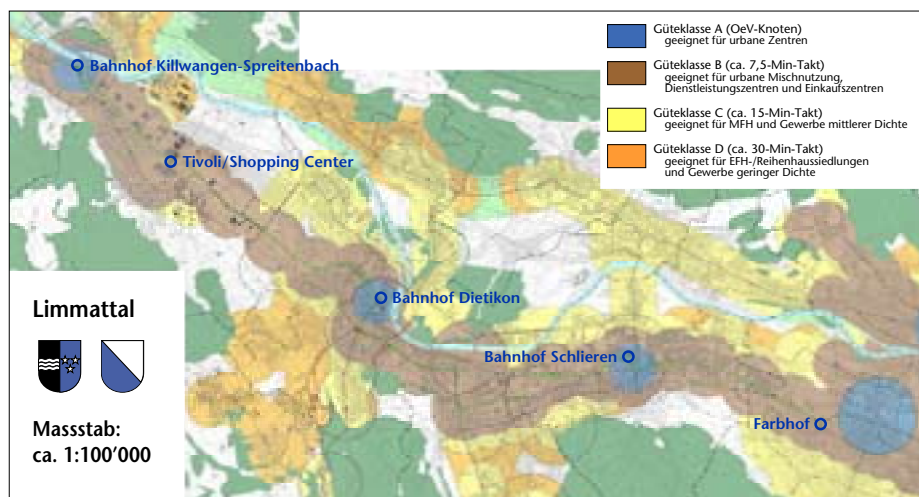 Güteklasse A (OeV-Knoten)
geeignet für urbane Zentren
Güteklasse B (ca. 7,5-Min-Takt)
geeignet für urbane Mischnutzung,
Dienstleistungszentren und Einkaufszentren
Güteklasse C (ca. 15-Min-Takt)
geeignet für MFH und Gewerbe mittlerer Dichte
Güteklasse D (ca. 30-Min-Takt)
geeignet für EFH-/Reihenhaussiedlungen
und Gewerbe geringer Dichte
Bahnhof Killwangen-Spreitenbach
Tivoli/Shopping Center
Bahnhof Dietikon
Bahnhof Schlieren
Farbhof
Limmattal
Massstab:
ca. 1:100’000